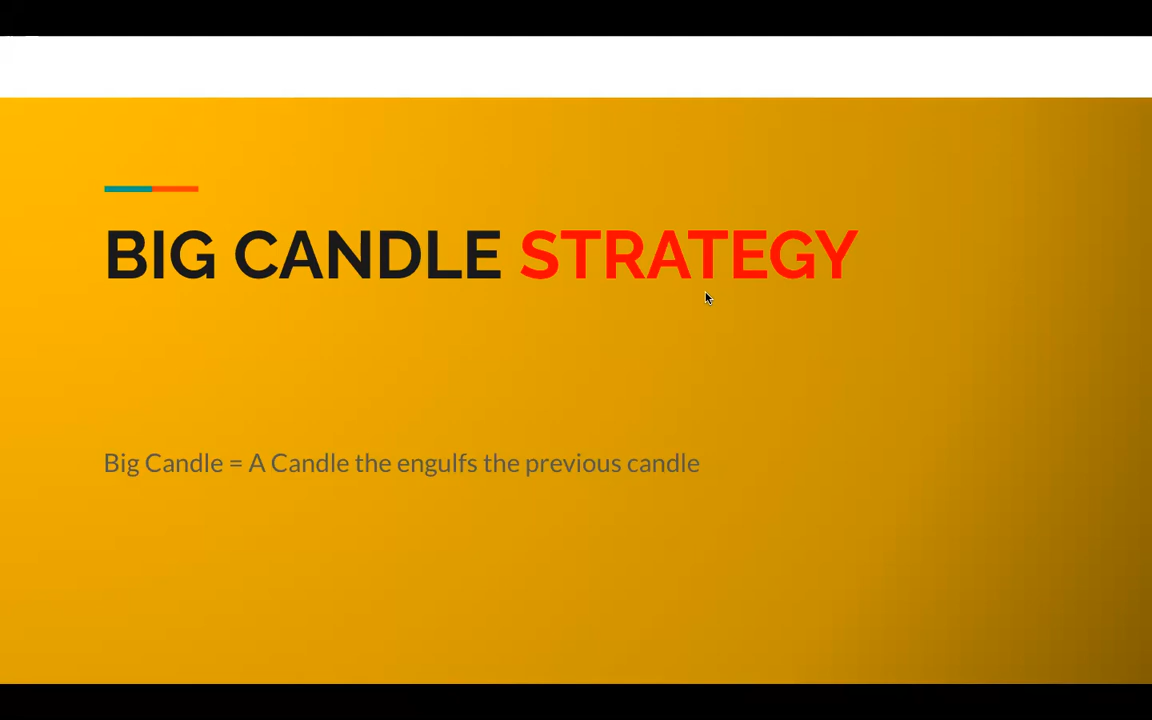 BIG CANDLE STRATEGY
Big Candle = A Candle the engulfs the previous candle